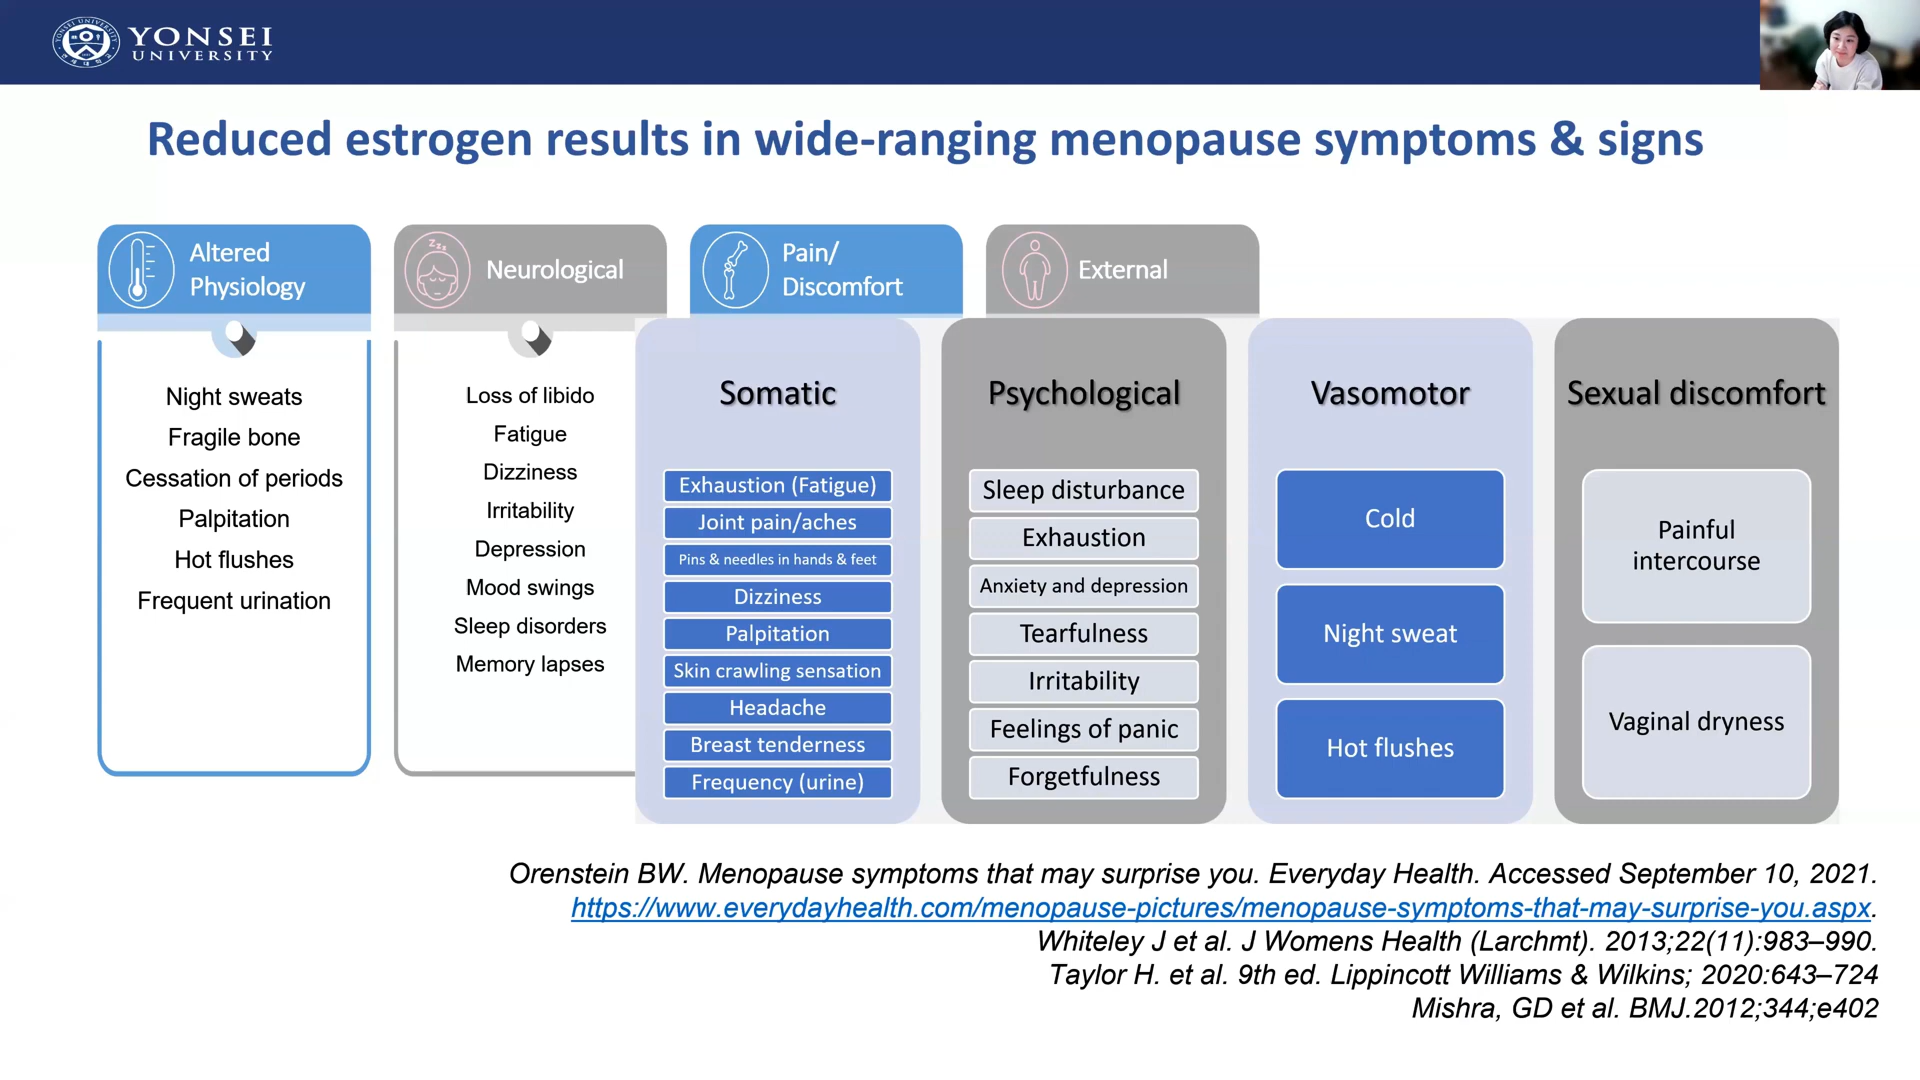 YONSEI
UNIVERSITY
Reduced estrogen results in wide-ranging menopause symptoms & signs
Altered
Physiology
Night sweats
Fragile bone
Cessation of periods
Palpitation
Hot flushes
Frequent urination
zzz
Neurological
Loss of libido
Fatigue
Dizziness
Irritability
Depression
Mood swings
Sleep disorders
Memory lapses
Pain/
Discomfort
External
Somatic
Exhaustion (Fatigue)
Joint pain/aches
Pins & needles in hands & feet
Dizziness
Palpitation
Skin crawling sensation
Headache
Breast tenderness
Frequency (urine)
Psychological
Sleep disturbance
Exhaustion
Anxiety and depression
Tearfulness
Irritability
Feelings of panic
Forgetfulness
Vasomotor
Cold
Night sweat
Hot flushes
Sexual discomfort
Painful
intercourse
Vaginal dryness
Orenstein BW. Menopause symptoms that may surprise you. Everyday Health. Accessed September 10, 2021.
https://www.everydayhealth.com/menopause-pictures/menopause-symptoms-that-may-surprise-you.aspx.
Whiteley J et al. J Womens Health (Larchmt). 2013;22(11):983–990.
Taylor H. et al. 9th ed. Lippincott Williams & Wilkins; 2020:643–724
Mishra, GD et al. BMJ.2012;344;e402